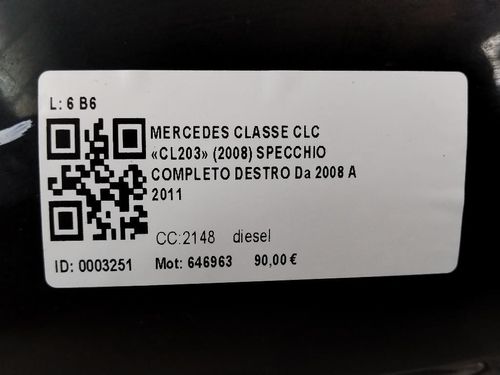 L: 6 B6
MERCEDES CLASSE CLC
«CL203» (2008) SPECCHIO
COMPLETO DESTRO Da 2008 A
2011
CC:2148 diesel
ID: 0003251 Mot: 646963 90,00 €